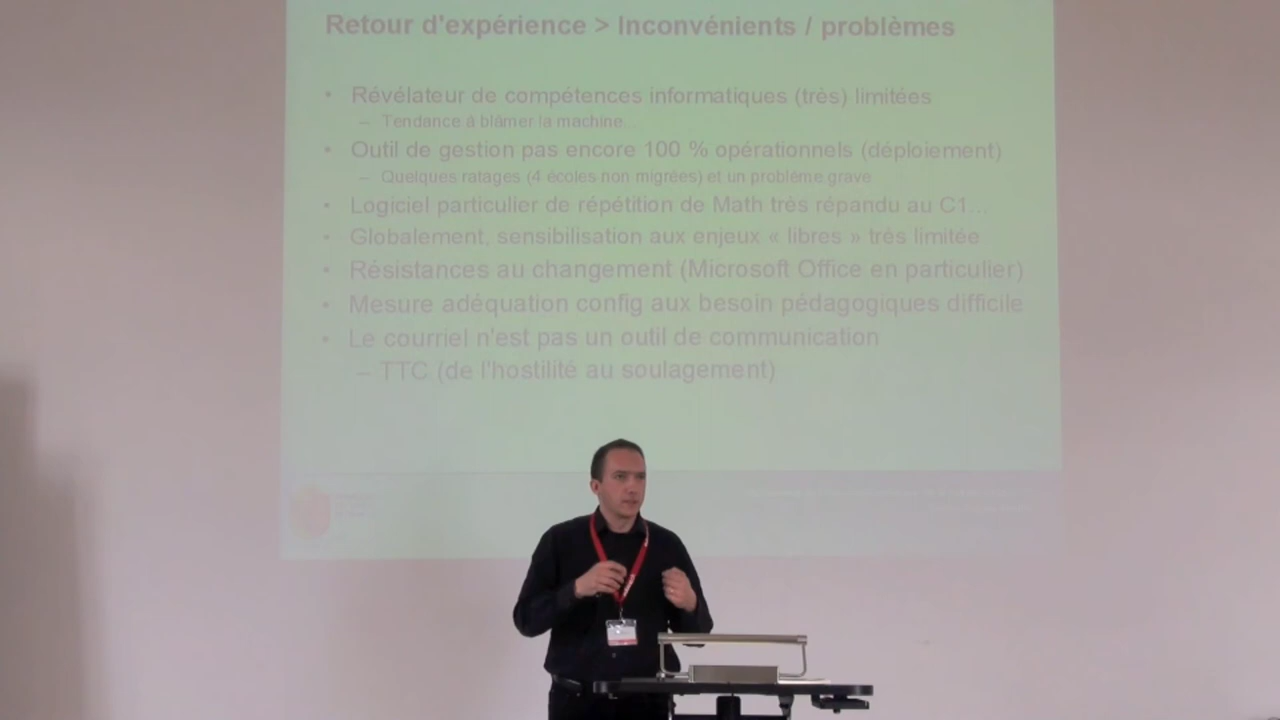 Retour d'expérience > Inconvénients / problèmes
• Révélateur de compétences informatiques (très) limitées
– Tendance à blâmer la machine...
• Outil de gestion pas encore 100 % opérationnels (déploiement)
– Quelques ratages (4 écoles non migrées) et un problème grave
• Logiciel particulier de répétition de Math très répandu au C1...
• Globalement, sensibilisation aux enjeux « libres » très limitée
• Résistances au changement (Microsoft Office en particulier)
• Mesure adéquation config aux besoin pédagogiques difficile
• Le courriel n'est pas un outil de communication
– TTC (de l'hostilité au soulagement)